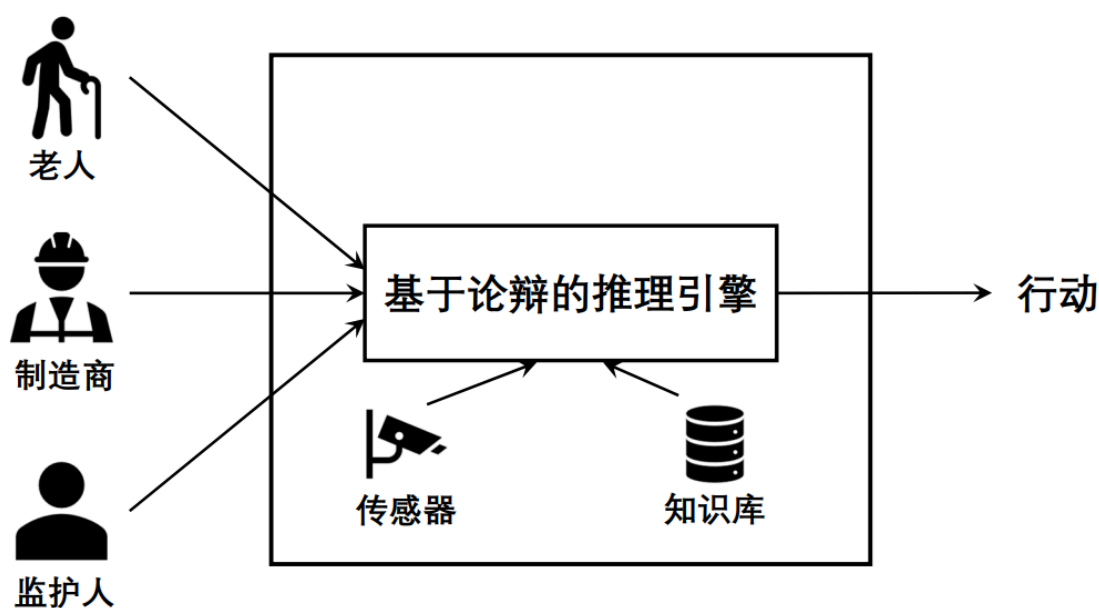 老人
制造商
监护人
基于论辩的推理引擎
传感器
知识库
行动